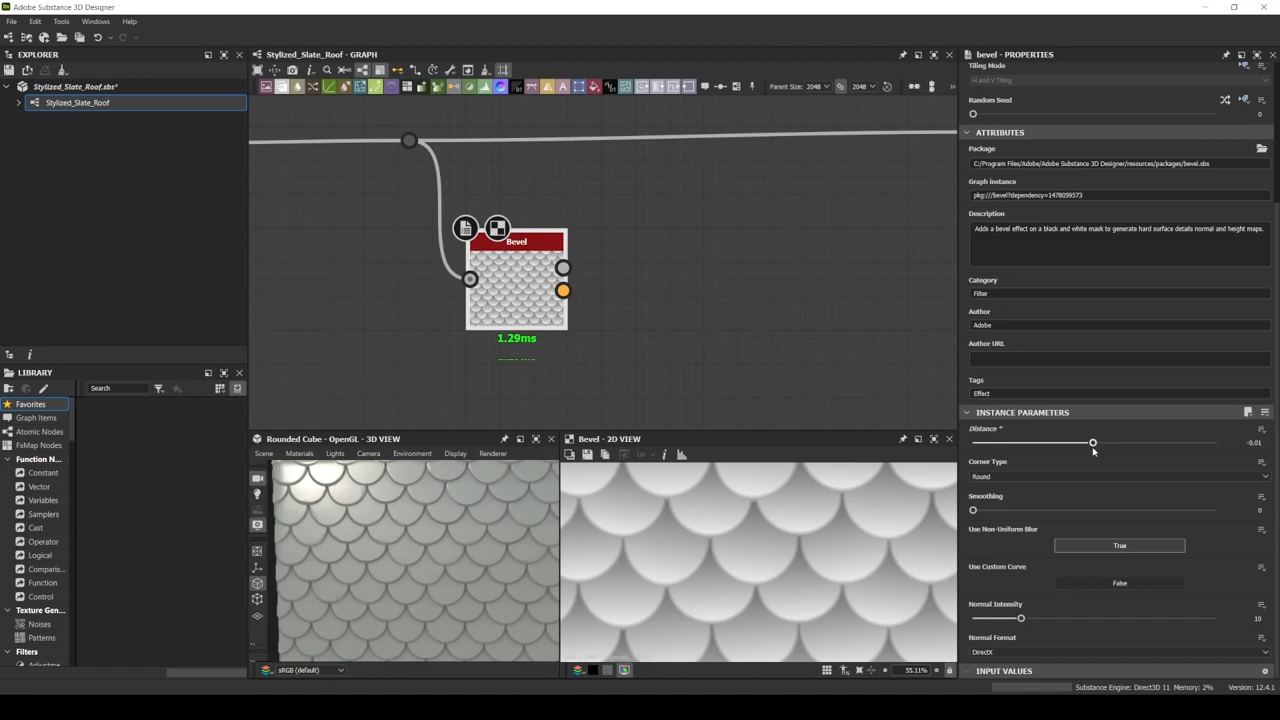 Adobe Substance 3D Designer
File Edit Tools Windows Help
EXPLORER
Stylized_Slate_Roof.sbs*
Stylized_Slate_Roof
LIBRARY
Search
Favorites
Graph Items
Atomic Nodes
FxMap Nodes
Function N...
Constant
Vector
Variables
Samplers
Cast
Operator
Logical
Comparis...
Function
Control
Texture Gen...
Noises
Patterns
Filters
Stylized_Slate_Roof - GRAPH
Parent Size: 2048 2048
Bevel
1.29ms
Rounded Cube - OpenGL - 3D VIEW
Scene Materials Lights Camera Environment Display Renderer
sRGB (default)
Bevel - 2D VIEW
UV
55.11%
bevel - PROPERTIES
Tiling Mode
H and V Tiling
Random Seed
0
ATTRIBUTES
Package
C:/Program Files/Adobe/Adobe Substance 3D Designer/resources/packages/bevel.sbs
Graph instance
pkg:///bevel?dependency=1478059573
Description
Adds a bevel effect on a black and white mask to generate hard surface details normal and height maps.
Category
Filter
Author
Adobe
Author URL
Tags
Effect
INSTANCE PARAMETERS
Distance *
-0.01
Corner Type
Round
Smoothing
0
Use Non-Uniform Blur
True
Use Custom Curve
False
Normal Intensity
10
Normal Format
DirectX
INPUT VALUES
Substance Engine: Direct3D 11 Memory: 2% Version: 12.4.1